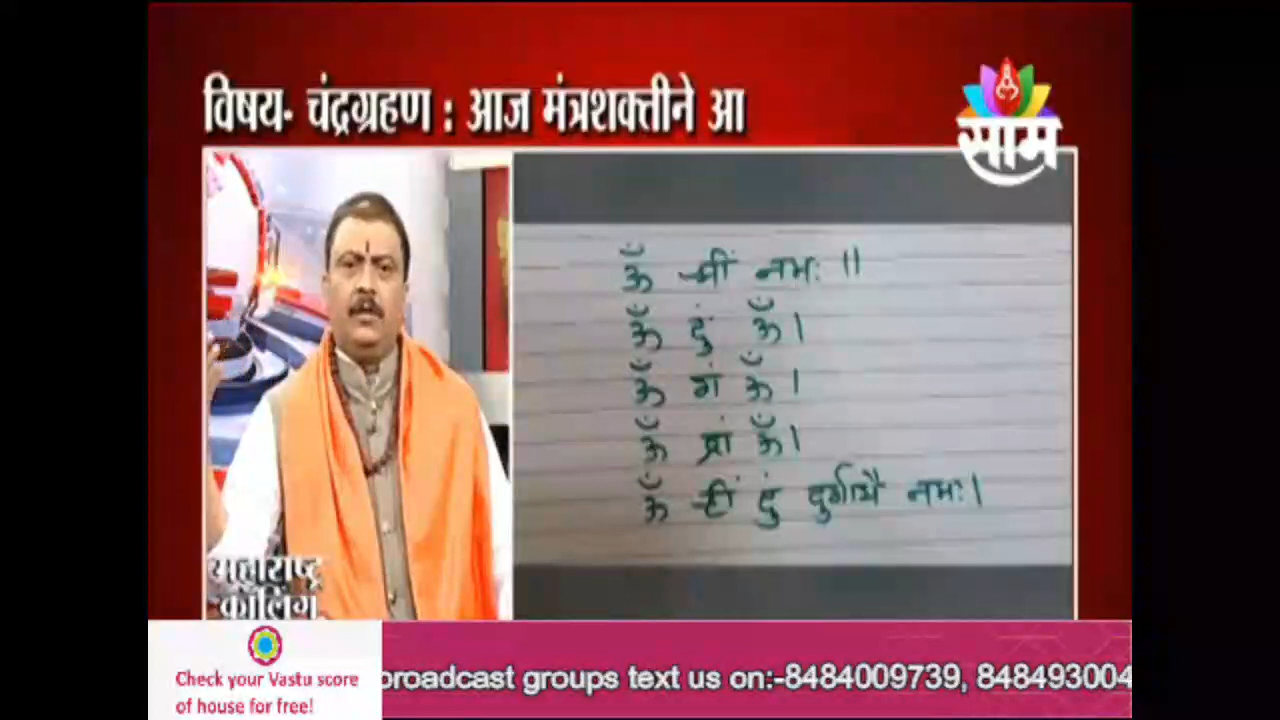 विषय- चंद्रग्रहण : आज मंत्रशक्तीने आ
साम
ॐ श्रीं नमः ॥
ॐ दुं ॐ ।
ॐ गं ॐ ।
ॐ प्रां ॐ ।
ॐ ह्रीं दुं दुर्गायै नमः ।
महाराष्ट्र
कॉलिंग
Check your Vastu score
of house for free!
broadcast groups text us on:-8484009739, 848493004